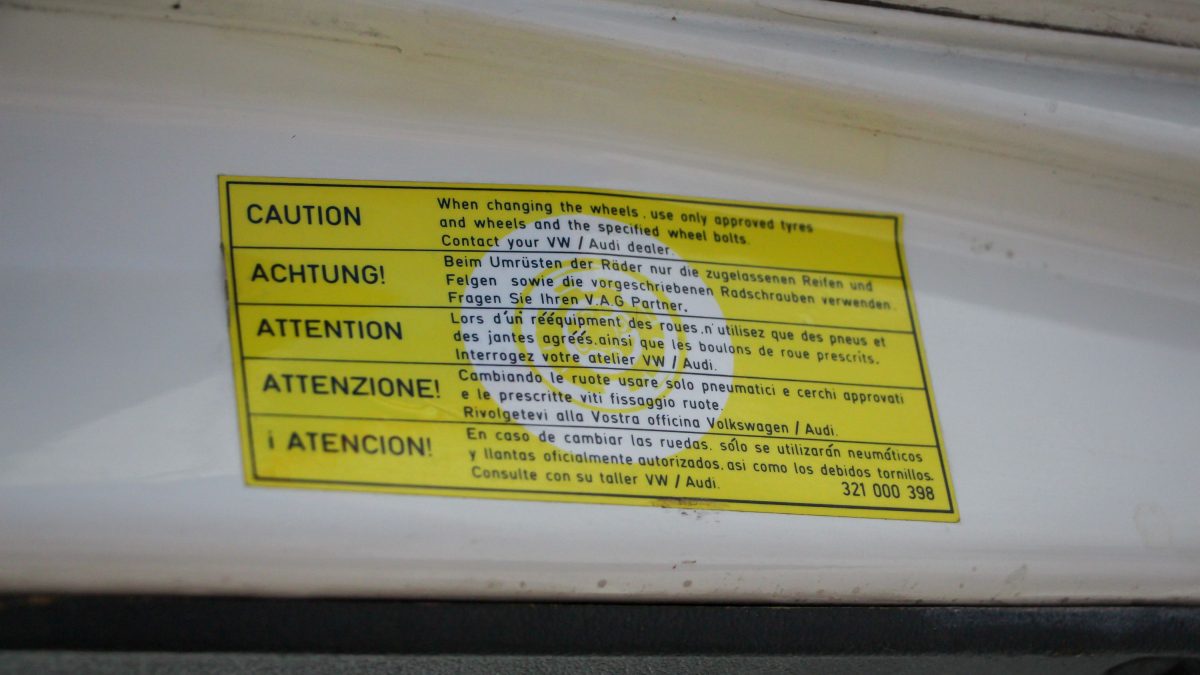 CAUTION
When changing the wheels, use only approved tyres
and wheels and the specified wheel bolts.
Contact your VW / Audi dealer.
ACHTUNG!
Beim Umrüsten der Räder nur die zugelassenen Reifen und
Felgen sowie die vorgeschriebenen Radschrauben verwenden.
Fragen Sie Ihren V.A.G Partner.
ATTENTION
Lors d'un rééquipment des roues, n'utilisez que des pneus et
des jantes agréés, ainsi que les boulons de roue prescrits.
Interrogez votre atelier VW / Audi.
ATTENZIONE!
Cambiando le ruote usare solo pneumatici e cerchi approvati
e le prescritte viti fissaggio ruote.
Rivolgetevi alla Vostra officina Volkswagen / Audi.
¡ ATENCION!
En caso de cambiar las ruedas, sólo se utilizarán neumáticos
y llantas oficialmente autorizados, asi como los debidos tornillos.
Consulte con su taller VW / Audi.
321 000 398